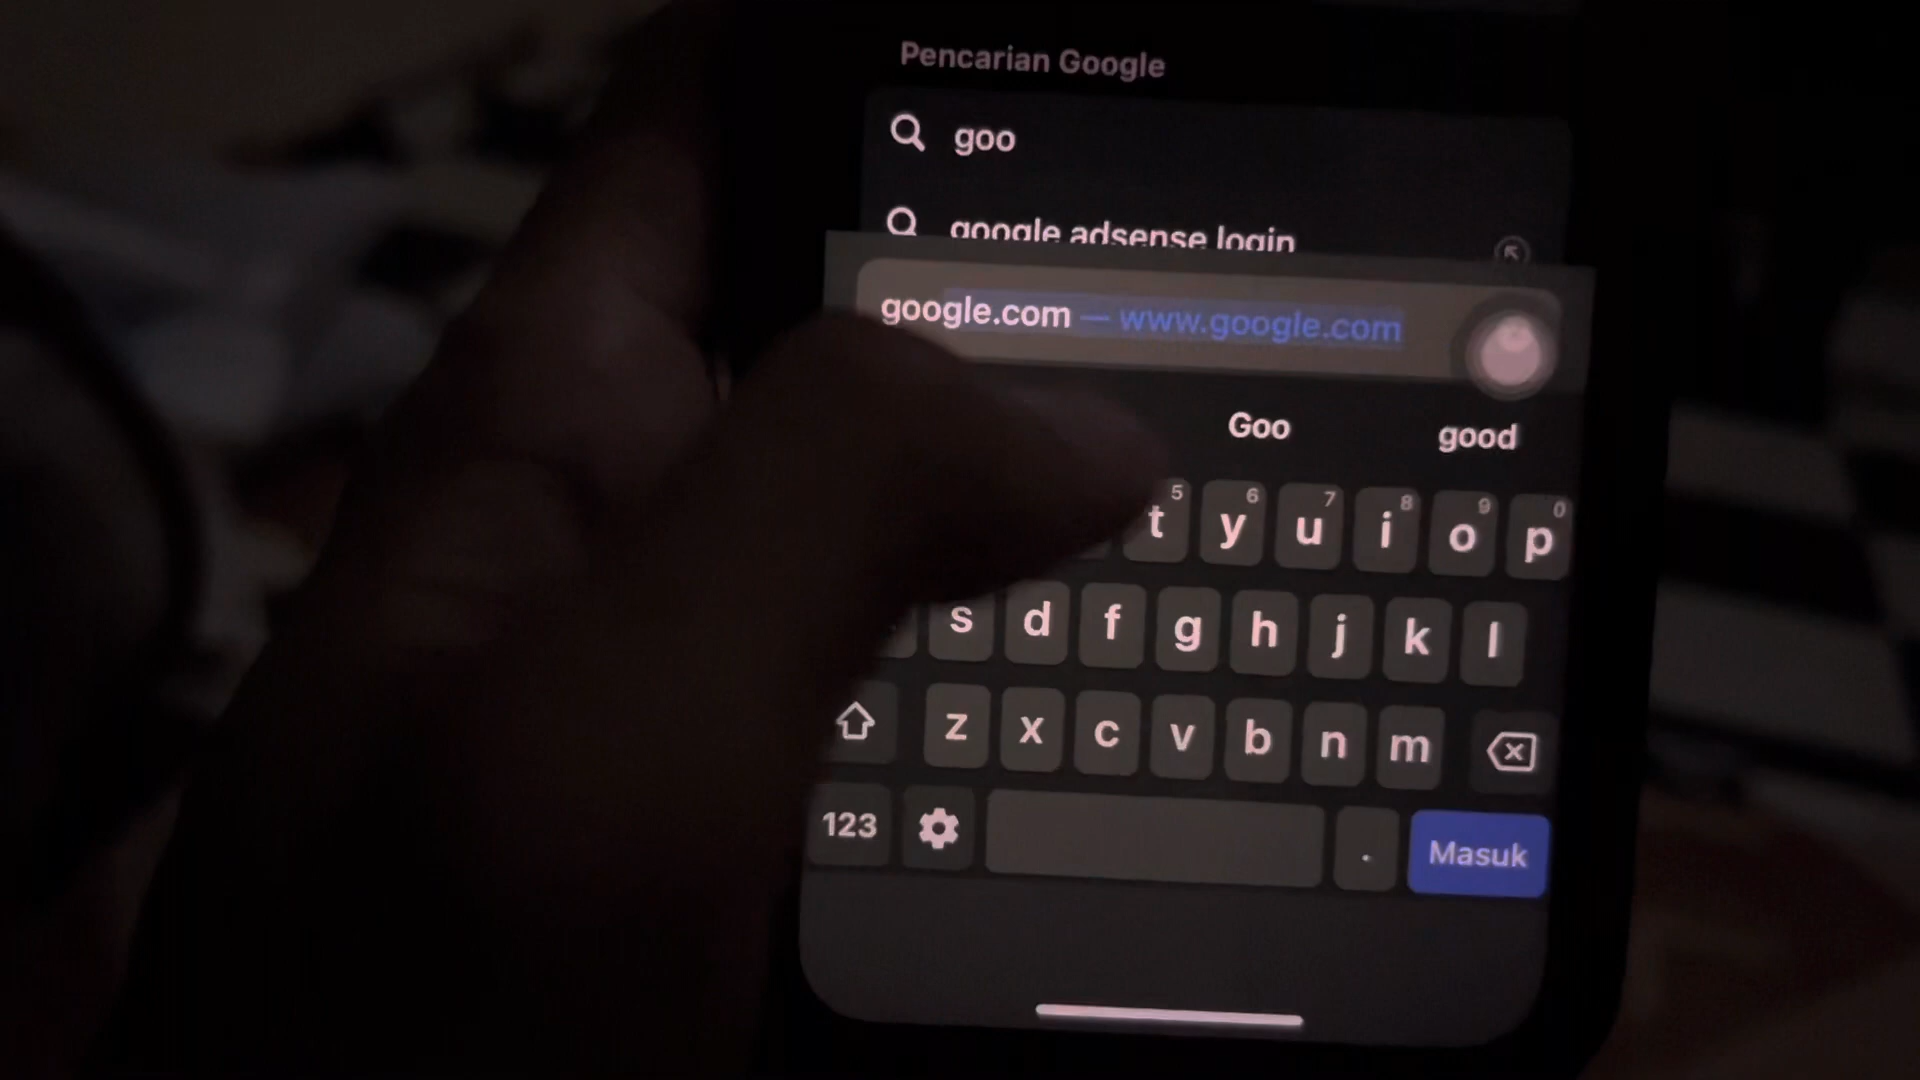 Pencarian Google
goo
google adsense login
google.com — www.google.com
Goo good
5 6 7 8 9 0
t y u i o p
s d f g h j k l
z x c v b n m
123 . Masuk